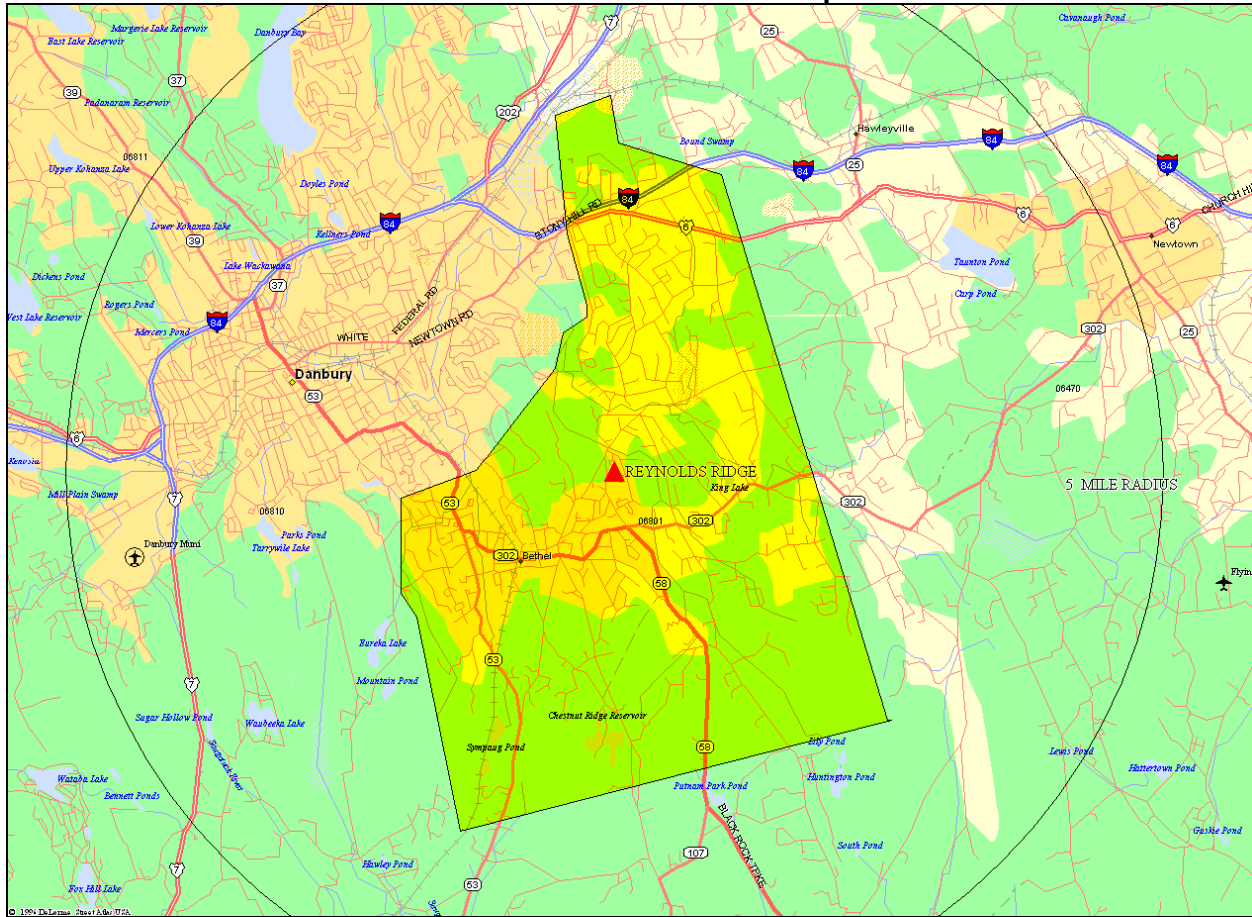 Cavanaugh Pond
Margerie Lake Reservoir
Danbury Bay
7
25
East Lake Reservoir
37
39
Padanaram Reservoir
202
Hawleyville
06811
Bound Swamp
84
84
84
25
Upper Kohanza Lake
Doyles Pond
84
CHURCH HI
39
Lower Kohanza Lake
84
STONY HILL RD
6
6
6
Kellners Pond
Newtown
Lake Wackawana
Dickens Pond
37
Taunton Pond
Carp Pond
Rogers Pond
West Lake Reservoir
Mercers Pond
84
FEDERAL RD
NEWTOWN RD
WHITE
302
25
Danbury
53
06470
6
Kenosia
REYNOLDS RIDGE
5 MILE RADIUS
King Lake
Mill Plain Swamp
7
53
302
06810
06801
302
Parks Pond
Tarrywile Lake
Danbury Muni
302
Bethel
58
Flyin
Eureka Lake
53
Mountain Pond
7
Sugar Hollow Pond
Waubeeka Lake
Chestnut Ridge Reservoir
Sympaug Pond
58
Lily Pond
Lewis Pond
Huntington Pond
Hattertown Pond
Putnam Park Pond
Bennett Ponds
BLACK ROCK TPKE
South Pond
107
Hawley Pond
7
53
Fox Hill Lake